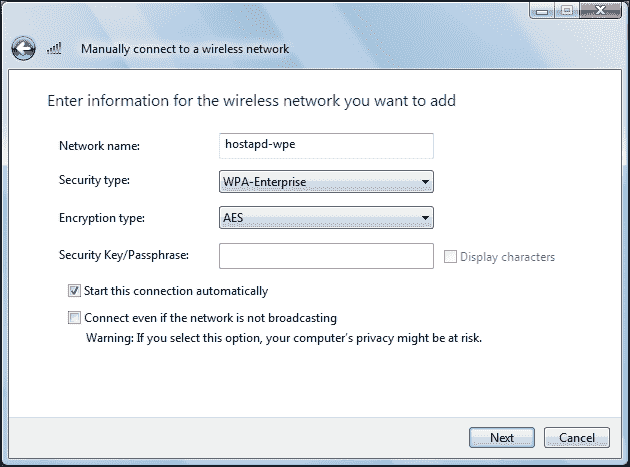 Manually connect to a wireless network
Enter information for the wireless network you want to add
Network name: hostapd-wpe
Security type: WPA-Enterprise
Encryption type: AES
Security Key/Passphrase: Display characters
Start this connection automatically
Connect even if the network is not broadcasting
Warning: If you select this option, your computer's privacy might be at risk.
Next Cancel